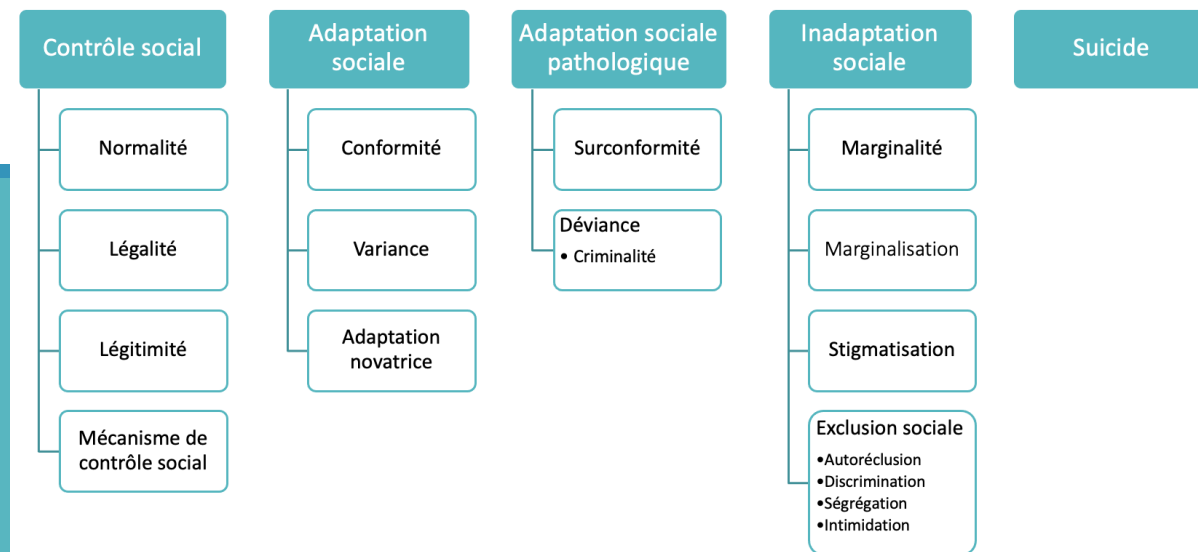 Contrôle social
Normalité
Légalité
Légitimité
Mécanisme de
contrôle social
Adaptation
sociale
Conformité
Variance
Adaptation
novatrice
Adaptation sociale
pathologique
Surconformité
Déviance
• Criminalité
Inadaptation
sociale
Marginalité
Marginalisation
Stigmatisation
Exclusion sociale
•Autoréclusion
•Discrimination
•Ségrégation
•Intimidation
Suicide